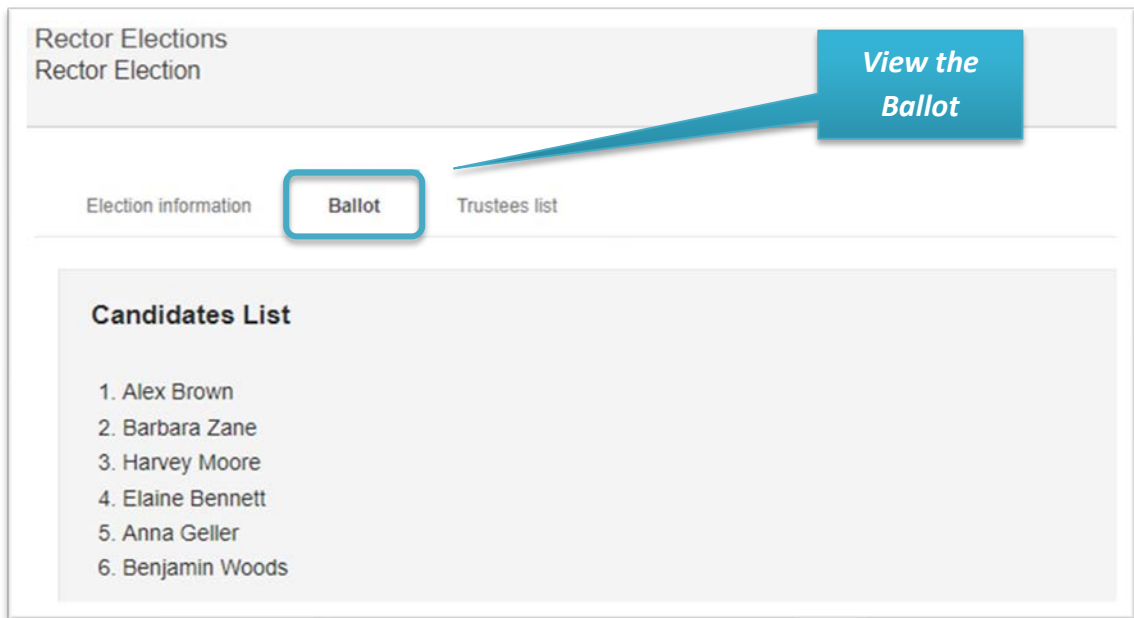 Rector Elections
Rector Election
View the
Ballot
Election information Ballot Trustees list
Candidates List
1. Alex Brown
2. Barbara Zane
3. Harvey Moore
4. Elaine Bennett
5. Anna Geller
6. Benjamin Woods